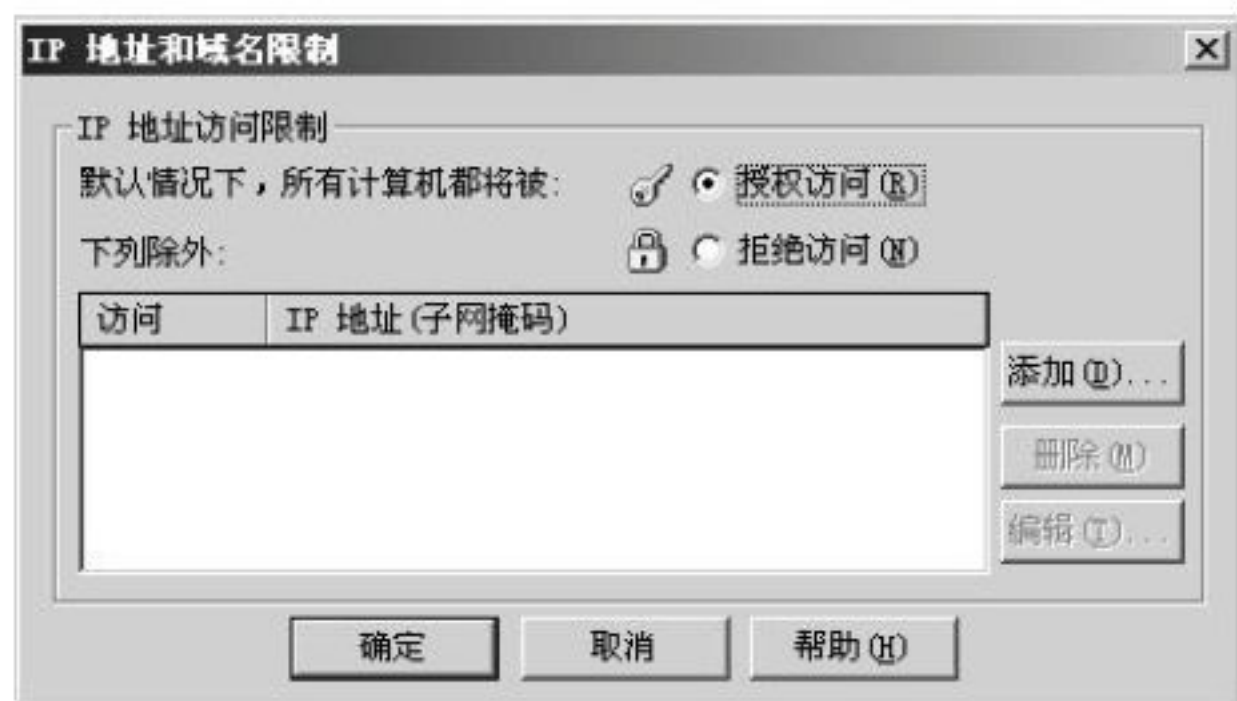 IP 地址和域名限制
IP 地址访问限制
默认情况下，所有计算机都将被: 授权访问(R)
下列除外: 拒绝访问(N)
访问 IP 地址(子网掩码)
添加(D)...
删除(M)
编辑(T)...
确定 取消 帮助(H)